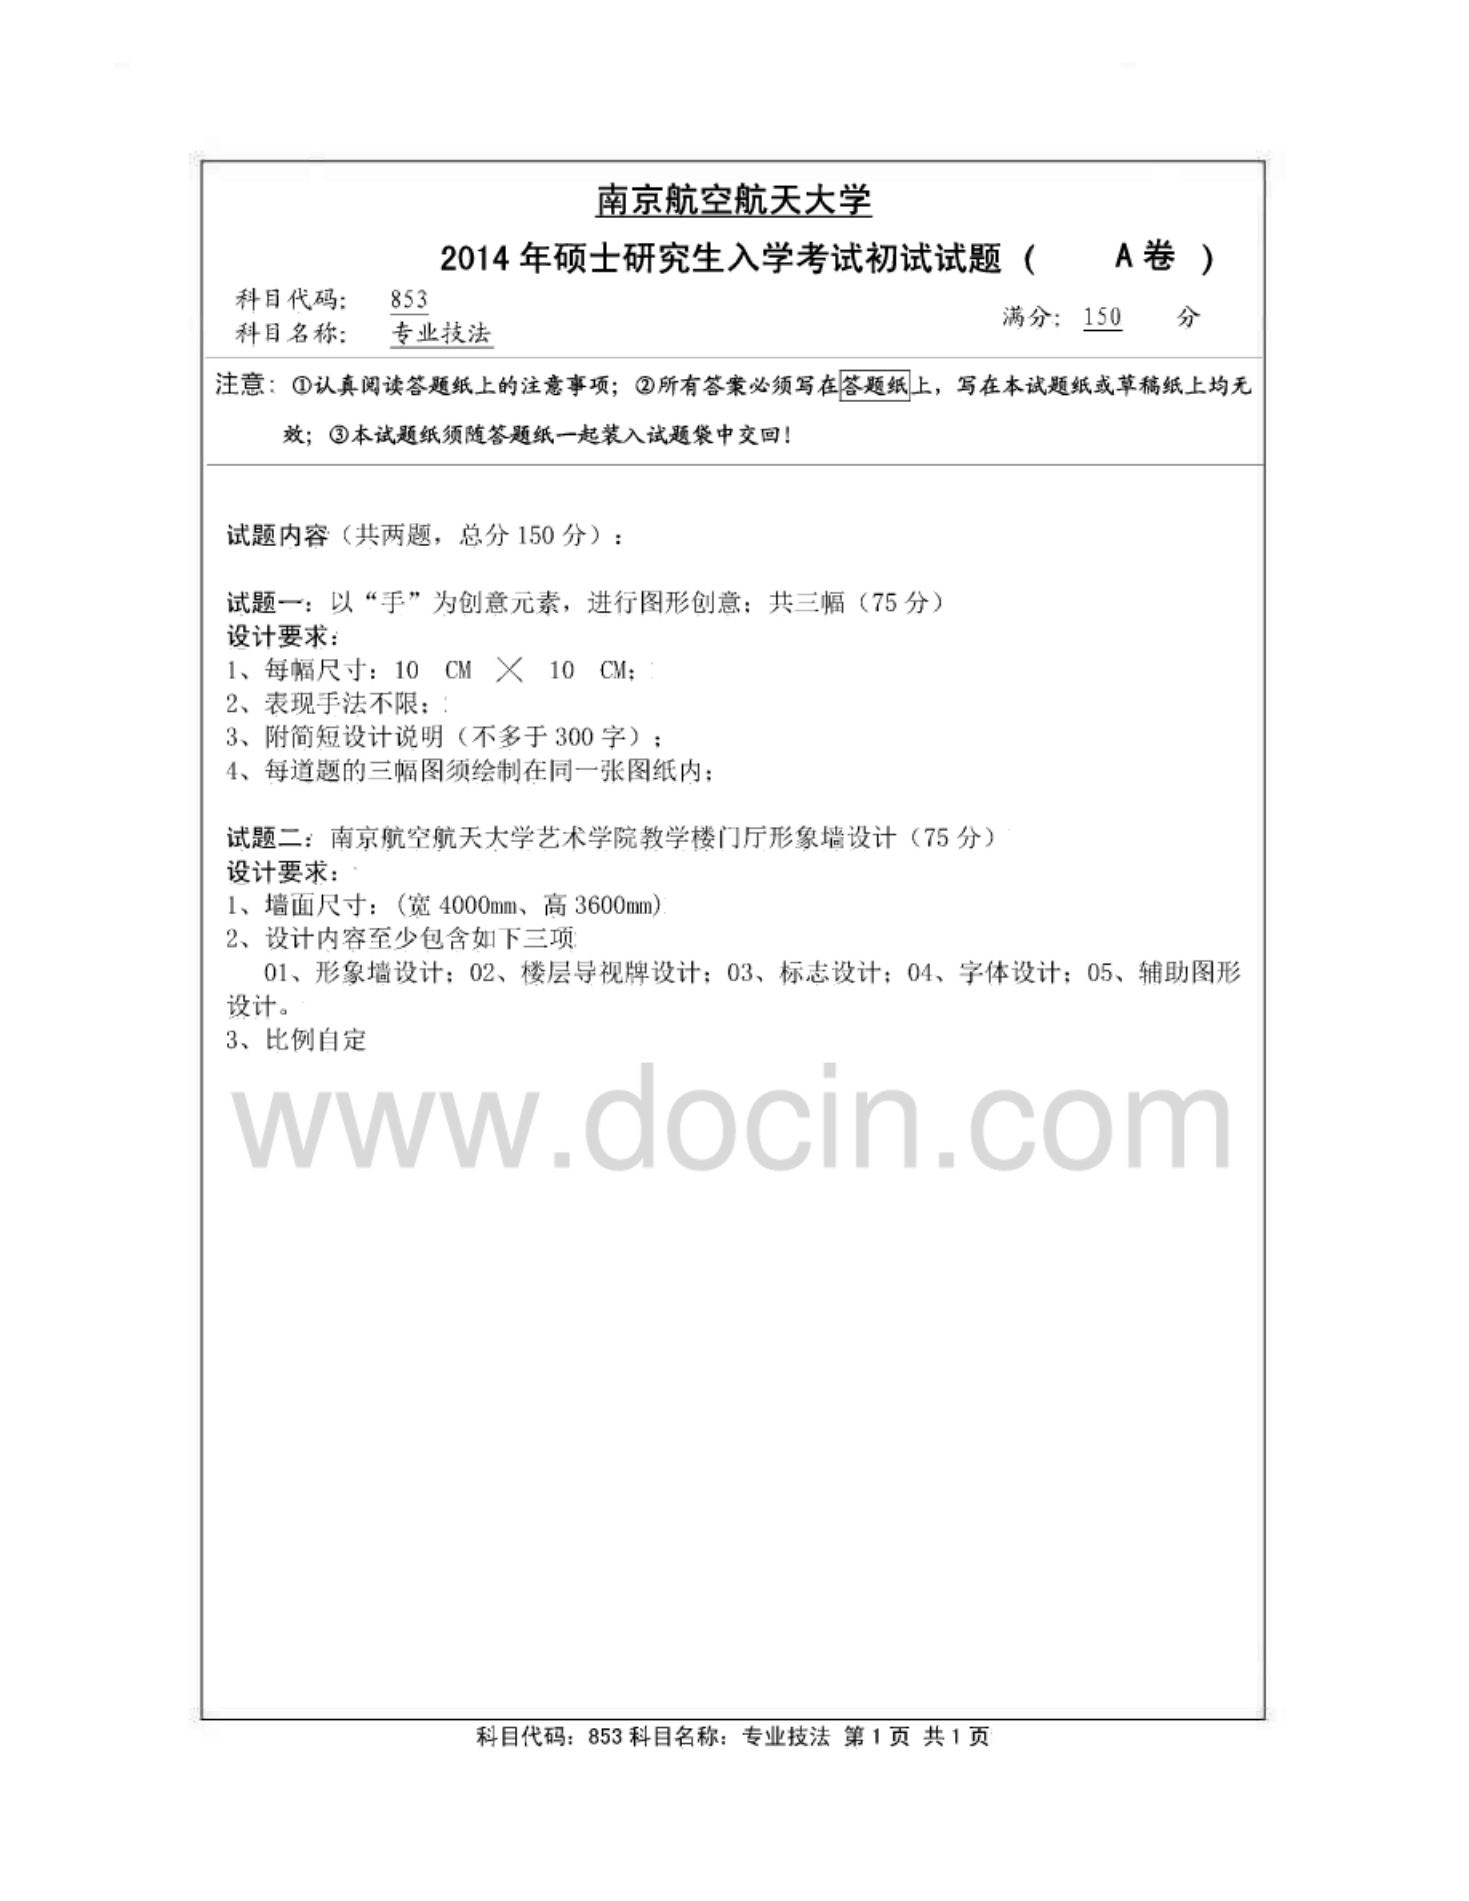 南京航空航天大学
2014 年硕士研究生入学考试初试试题 ( A 卷 )
科目代码: 853
满分: 150 分
科目名称: 专业技法
注意: ①认真阅读答题纸上的注意事项; ②所有答案必须写在答题纸上, 写在本试题纸或草稿纸上均无
效; ③本试题纸须随答题纸一起装入试题袋中交回!
试题内容（共两题，总分 150 分）:
试题一: 以“手”为创意元素, 进行图形创意; 共三幅（75 分）
设计要求:
1、每幅尺寸: 10 CM ╳ 10 CM;
2、表现手法不限;
3、附简短设计说明（不多于 300 字）;
4、每道题的三幅图须绘制在同一张图纸内;
试题二: 南京航空航天大学艺术学院教学楼门厅形象墙设计（75 分）
设计要求:
1、墙面尺寸: (宽 4000mm、高 3600mm)
2、设计内容至少包含如下三项
01、形象墙设计; 02、楼层导视牌设计; 03、标志设计; 04、字体设计; 05、辅助图形
设计。
3、比例自定
www.docin.com
科目代码: 853 科目名称: 专业技法 第 1 页 共 1 页